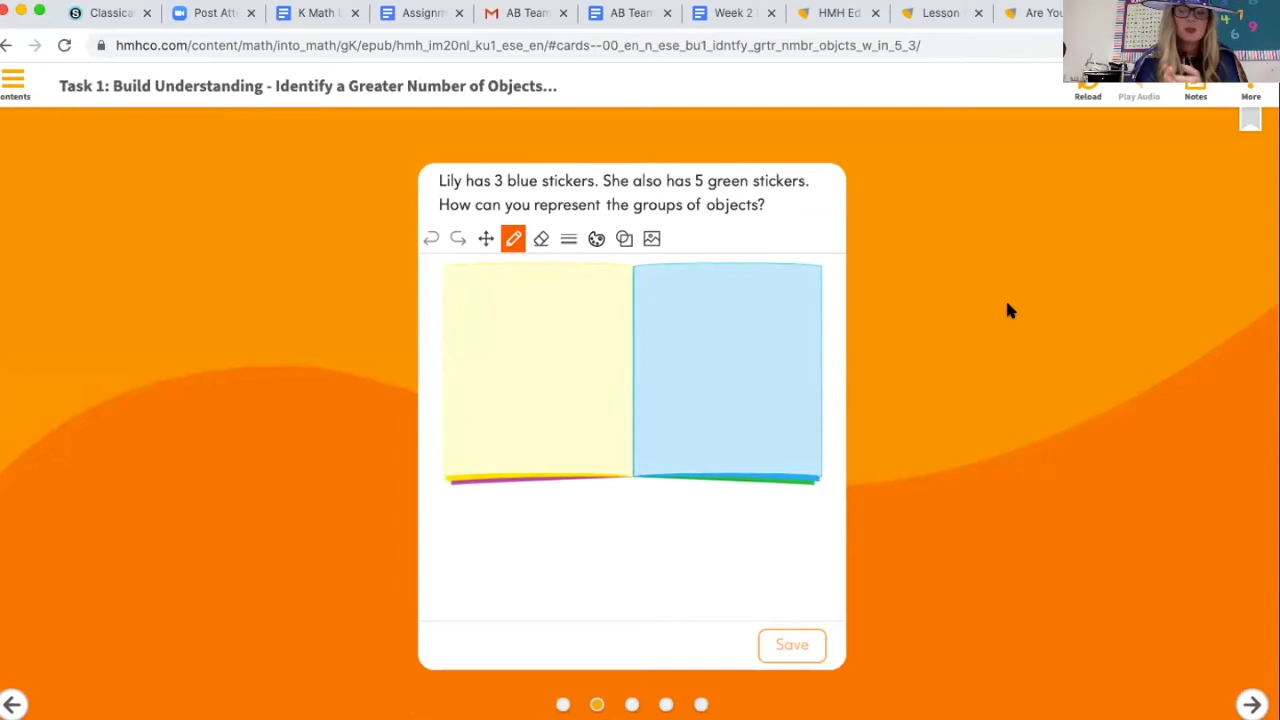 Classica
Post Att
K Math L
Assignm
AB Team
AB Team
Week 2
HMH En
Lesson
Are You
hmhco.com/content/math/into_math/gK/epub/hmh_im20nl_ku1_ese_en/#cards--00_en_n_ese_bu1_idntfy_grtr_nmbr_objcts_w_in_5_3/
ontents
Task 1: Build Understanding - Identify a Greater Number of Objects...
Reload
Play Audio
Notes
More
Lily has 3 blue stickers. She also has 5 green stickers.
How can you represent the groups of objects?
Save